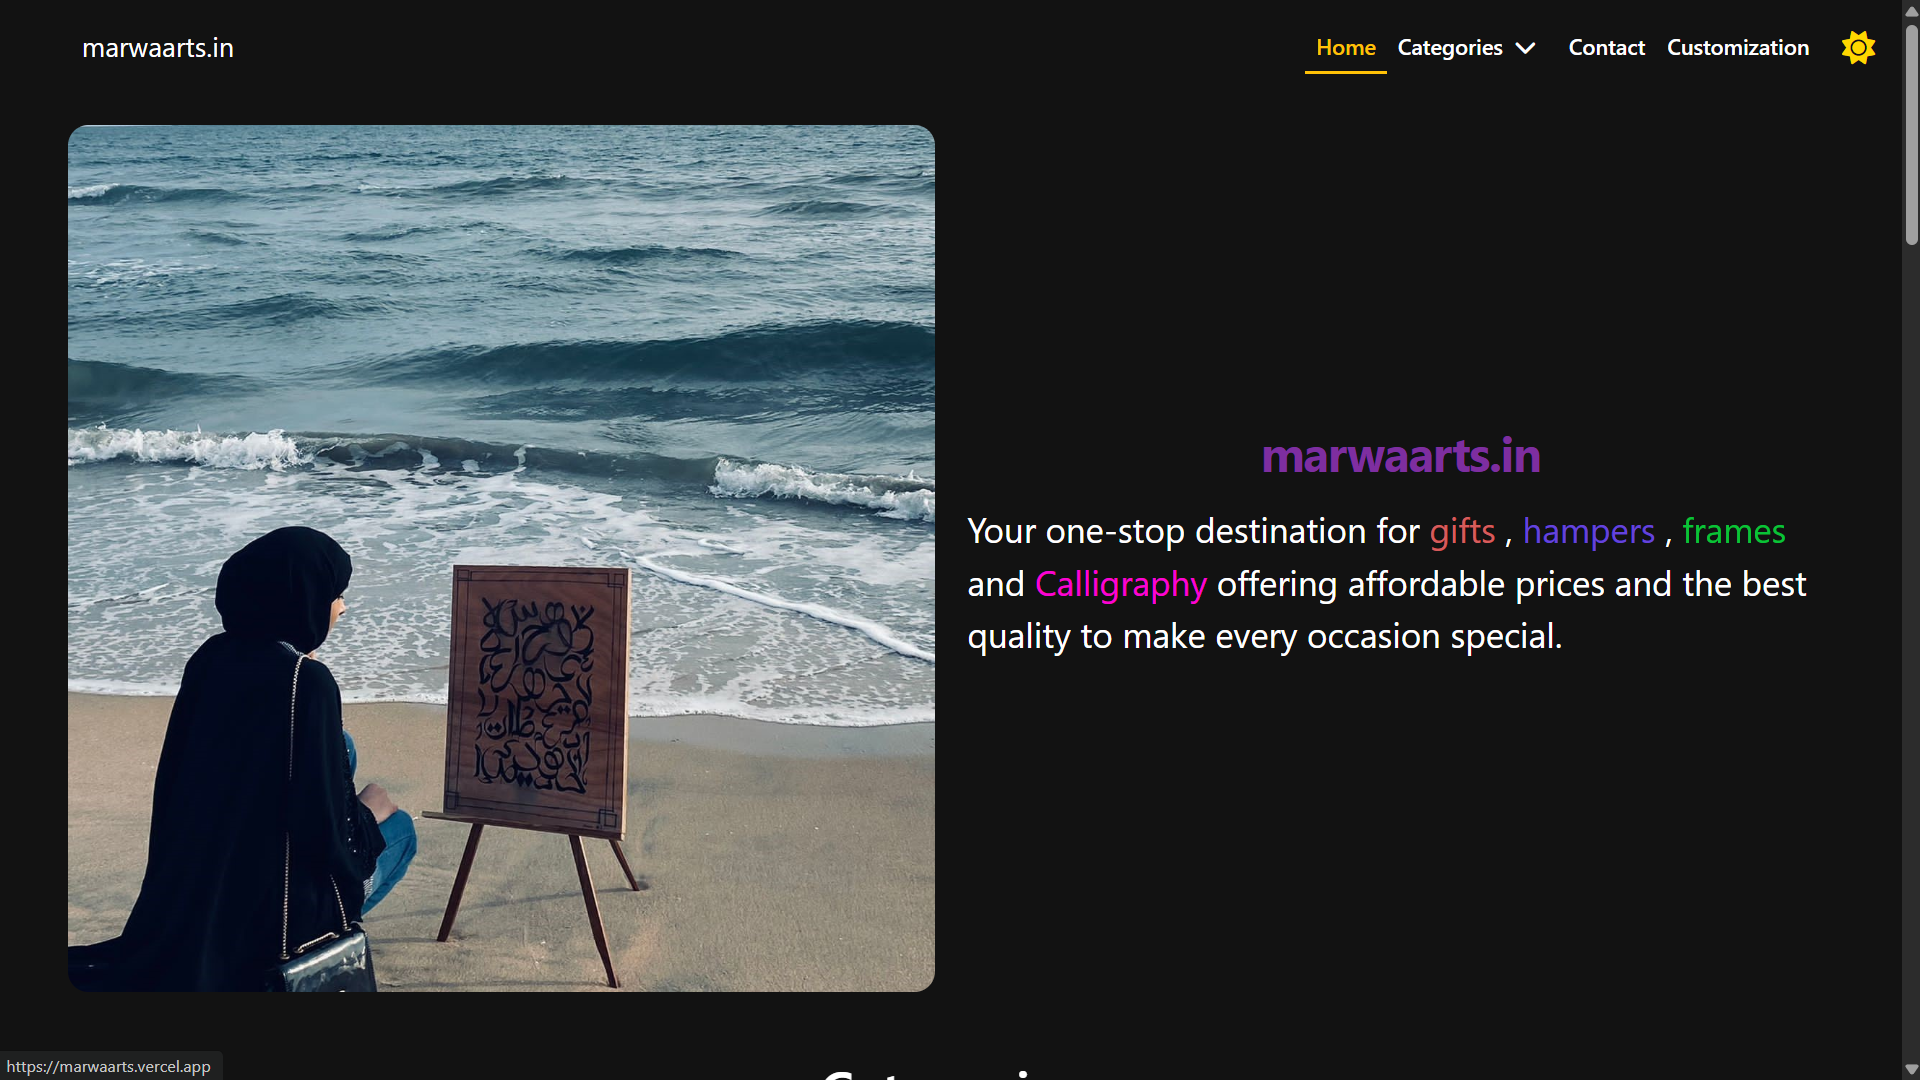 marwaarts.in
Home Categories Contact Customization
marwaarts.in
Your one-stop destination for gifts , hampers , frames
and Calligraphy offering affordable prices and the best
quality to make every occasion special.
https://marwaarts.vercel.app